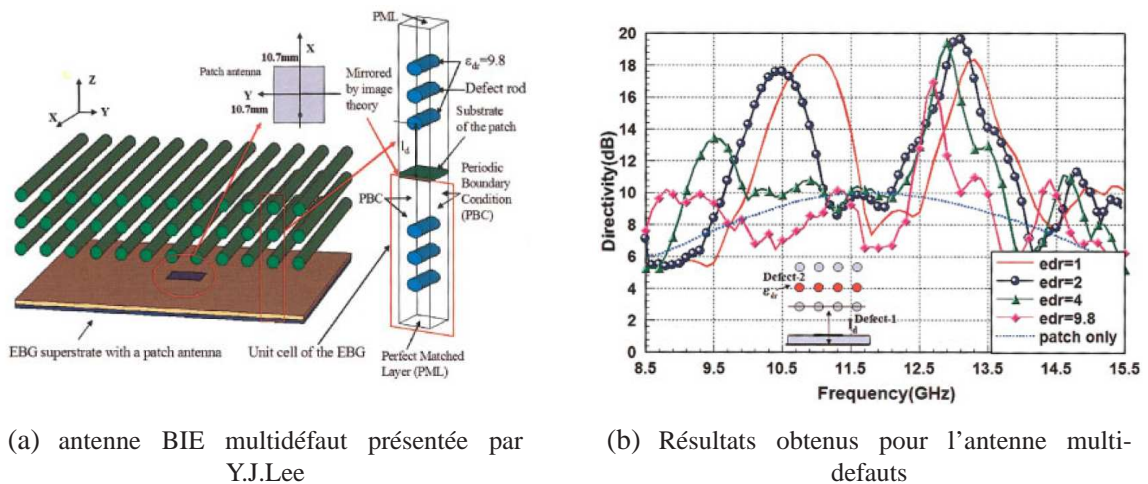 PML
X
10.7mm
Patch antenna
Y
10.7mm
Mirrored
by image
theory
εdr=9.8
Defect rod
Substrate
of the patch
ld
Periodic
Boundary
Condition
(PBC)
PBC
Z
X
Y
EBG superstrate with a patch antenna
Unit cell of the EBG
Perfect Matched
Layer (PML)
(a) antenne BIE multidéfaut présentée par
Y.J.Lee
Directivity(dB)
20
18
16
14
12
10
8
6
4
2
0
8.5
9.5
10.5
11.5
12.5
13.5
14.5
15.5
Frequency(GHz)
Defect-2
εdr
Defect-1
ld
edr=1
edr=2
edr=4
edr=9.8
patch only
(b) Résultats obtenus pour l’antenne multi-
defauts